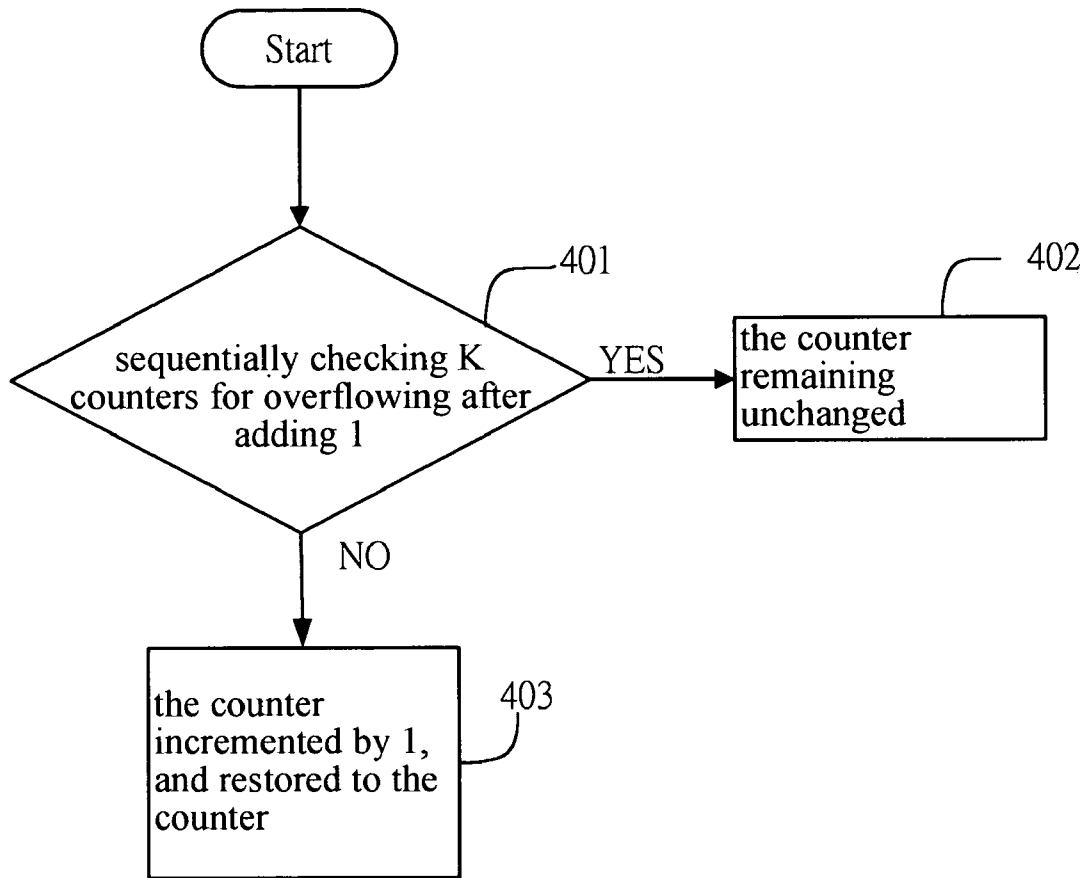 Start
401
sequentially checking K
counters for overflowing after
adding 1
YES
402
the counter
remaining
unchanged
NO
403
the counter
incremented by 1,
and restored to the
counter